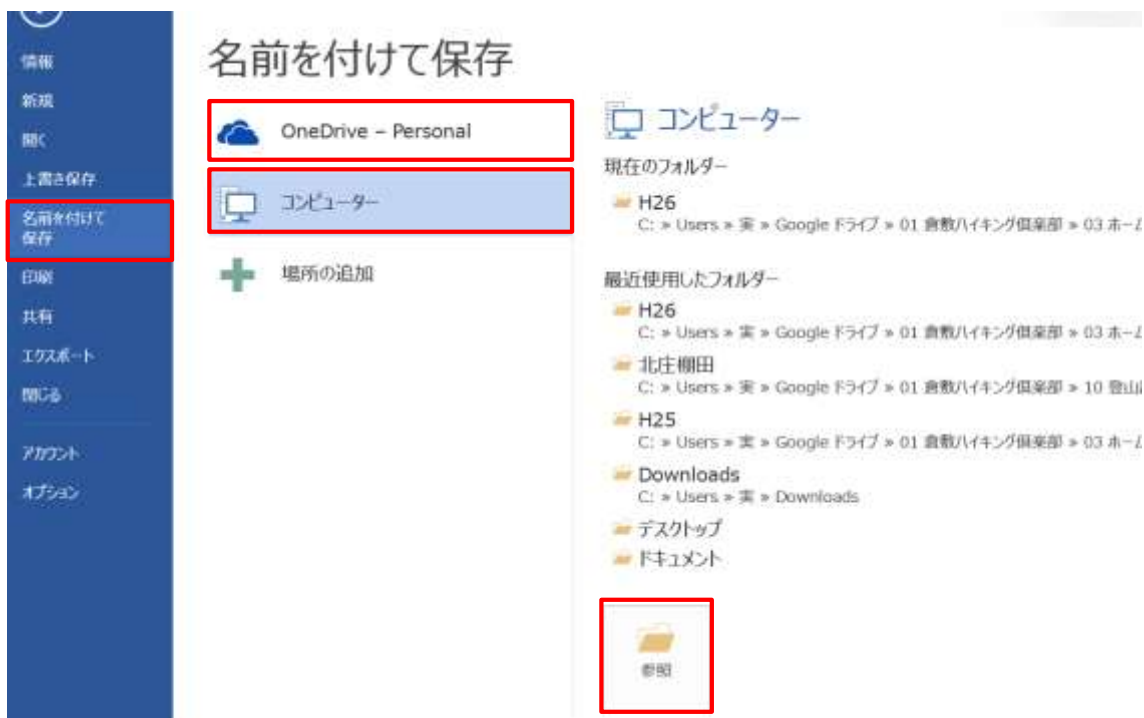 情報
新規
開く
上書き保存
名前を付けて
保存
印刷
共有
エクスポート
閉じる
アカウント
オプション
名前を付けて保存
OneDrive – Personal
コンピューター
場所の追加
コンピューター
現在のフォルダー
H26
C: » Users » 実 » Google ドライブ » 01 倉敷ハイキング倶楽部 » 03 ホーム
最近使用したフォルダー
H26
C: » Users » 実 » Google ドライブ » 01 倉敷ハイキング倶楽部 » 03 ホーム
北庄棚田
C: » Users » 実 » Google ドライブ » 01 倉敷ハイキング倶楽部 » 10 登山
H25
C: » Users » 実 » Google ドライブ » 01 倉敷ハイキング倶楽部 » 03 ホーム
Downloads
C: » Users » 実 » Downloads
デスクトップ
ドキュメント
参照